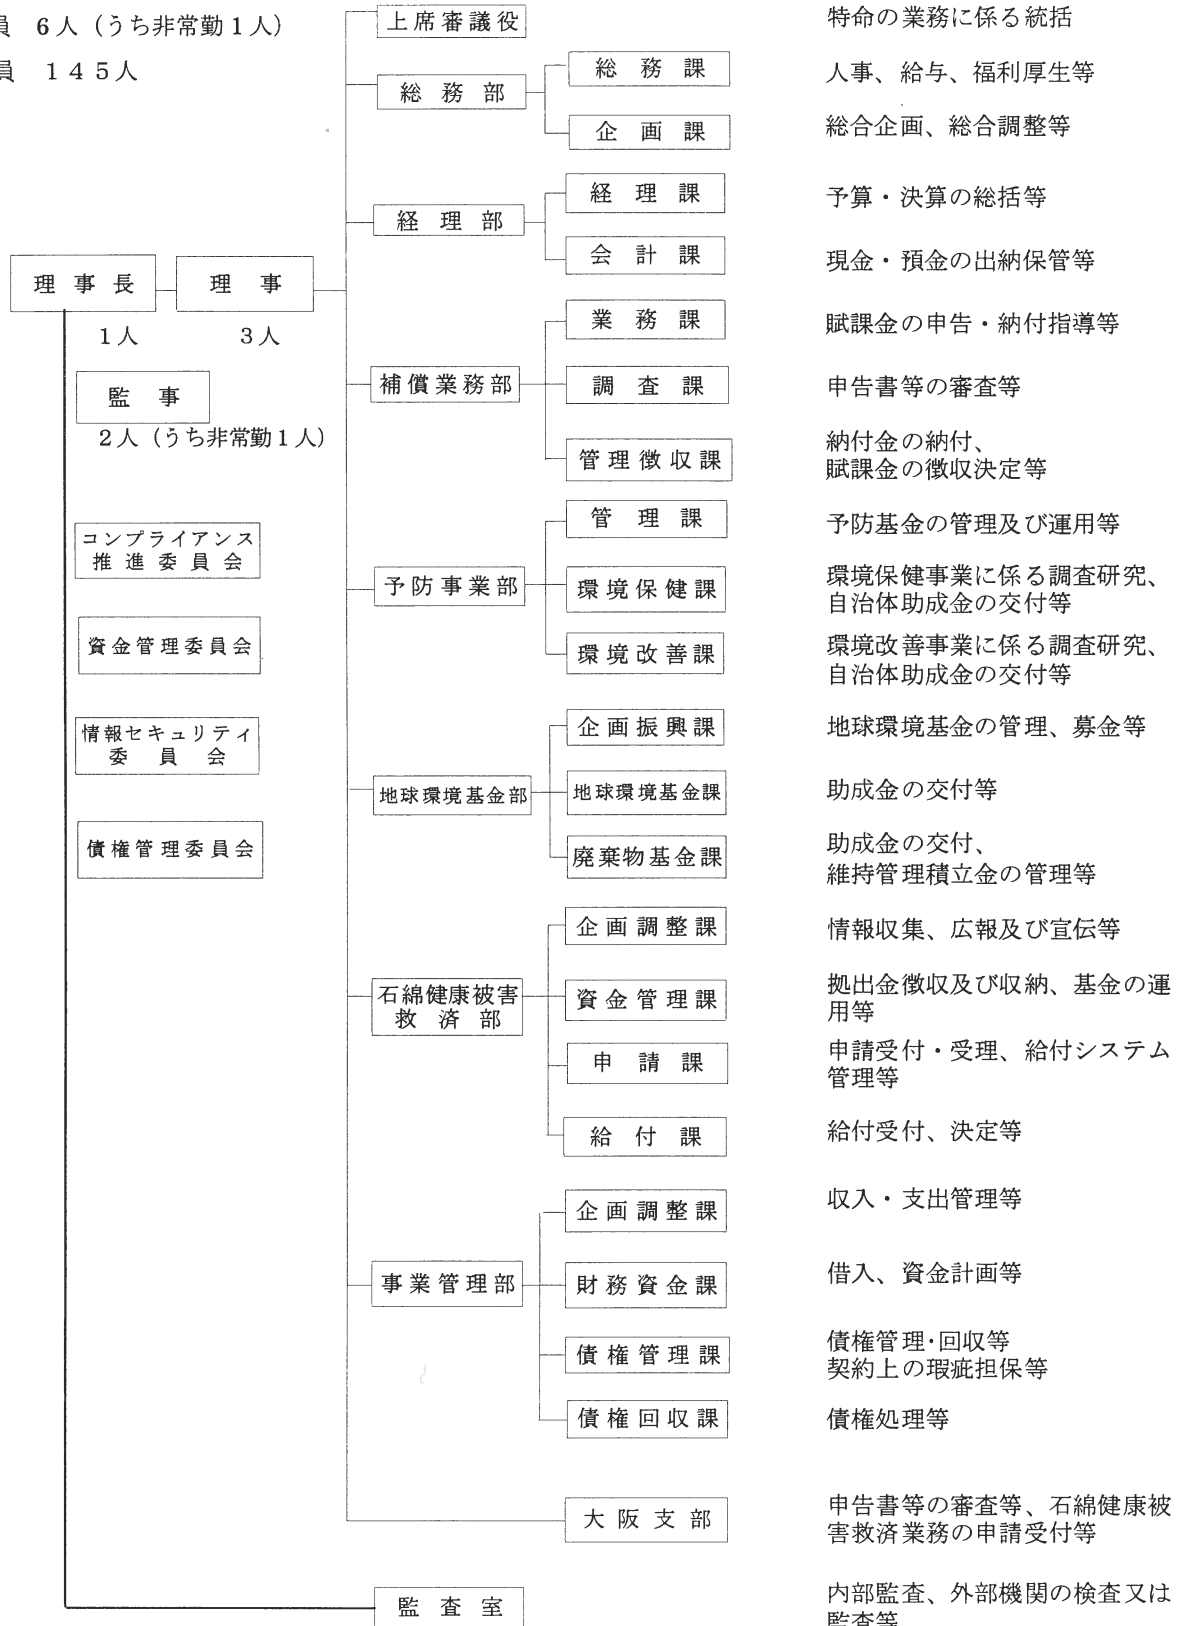 員 6人（うち非常勤1人）
員 145人
上席審議役
特命の業務に係る統括
総務部
総務課
人事、給与、福利厚生等
企画課
総合企画、総合調整等
経理部
経理課
予算・決算の総括等
会計課
現金・預金の出納保管等
理事長
1人
理事
3人
監事
2人（うち非常勤1人）
コンプライアンス
推進委員会
資金管理委員会
情報セキュリティ
委員会
債権管理委員会
補償業務部
業務課
賦課金の申告・納付指導等
調査課
申告書等の審査等
管理徴収課
納付金の納付、
賦課金の徴収決定等
予防事業部
管理課
予防基金の管理及び運用等
環境保健課
環境保健事業に係る調査研究、
自治体助成金の交付等
環境改善課
環境改善事業に係る調査研究、
自治体助成金の交付等
地球環境基金部
企画振興課
地球環境基金の管理、募金等
地球環境基金課
助成金の交付等
廃棄物基金課
助成金の交付、
維持管理積立金の管理等
石綿健康被害
救済部
企画調整課
情報収集、広報及び宣伝等
資金管理課
拠出金徴収及び収納、基金の運
用等
申請課
申請受付・受理、給付システム
管理等
給付課
給付受付、決定等
事業管理部
企画調整課
収入・支出管理等
財務資金課
借入、資金計画等
債権管理課
債権管理・回収等
契約上の瑕疵担保等
債権回収課
債権処理等
大阪支部
申告書等の審査等、石綿健康被
害救済業務の申請受付等
監査室
内部監査、外部機関の検査又は
監査等